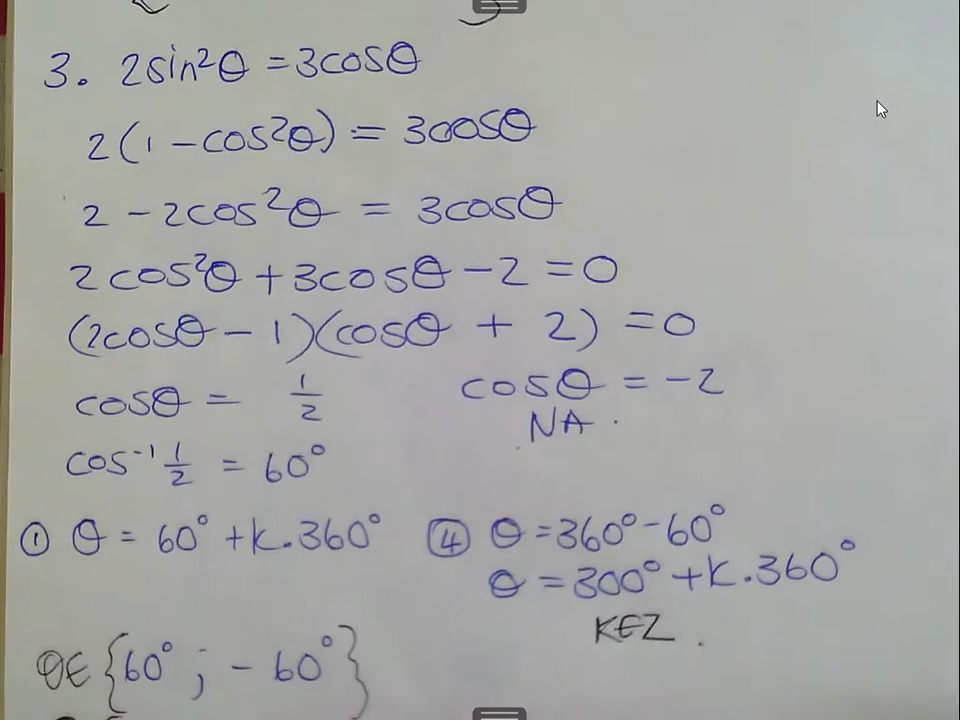 3. 2sin²θ = 3cosθ
2(1 – cos²θ) = 3cosθ
2 – 2cos²θ = 3cosθ
2cos²θ + 3cosθ – 2 = 0
(2cosθ – 1)(cosθ + 2) = 0
cosθ = 1/2 cosθ = –2
NA.
cos⁻¹ 1/2 = 60°
① θ = 60° + k.360° ④ θ = 360° – 60°
θ = 300° + k.360°
KEZ.
θ∈{60° ; – 60°}